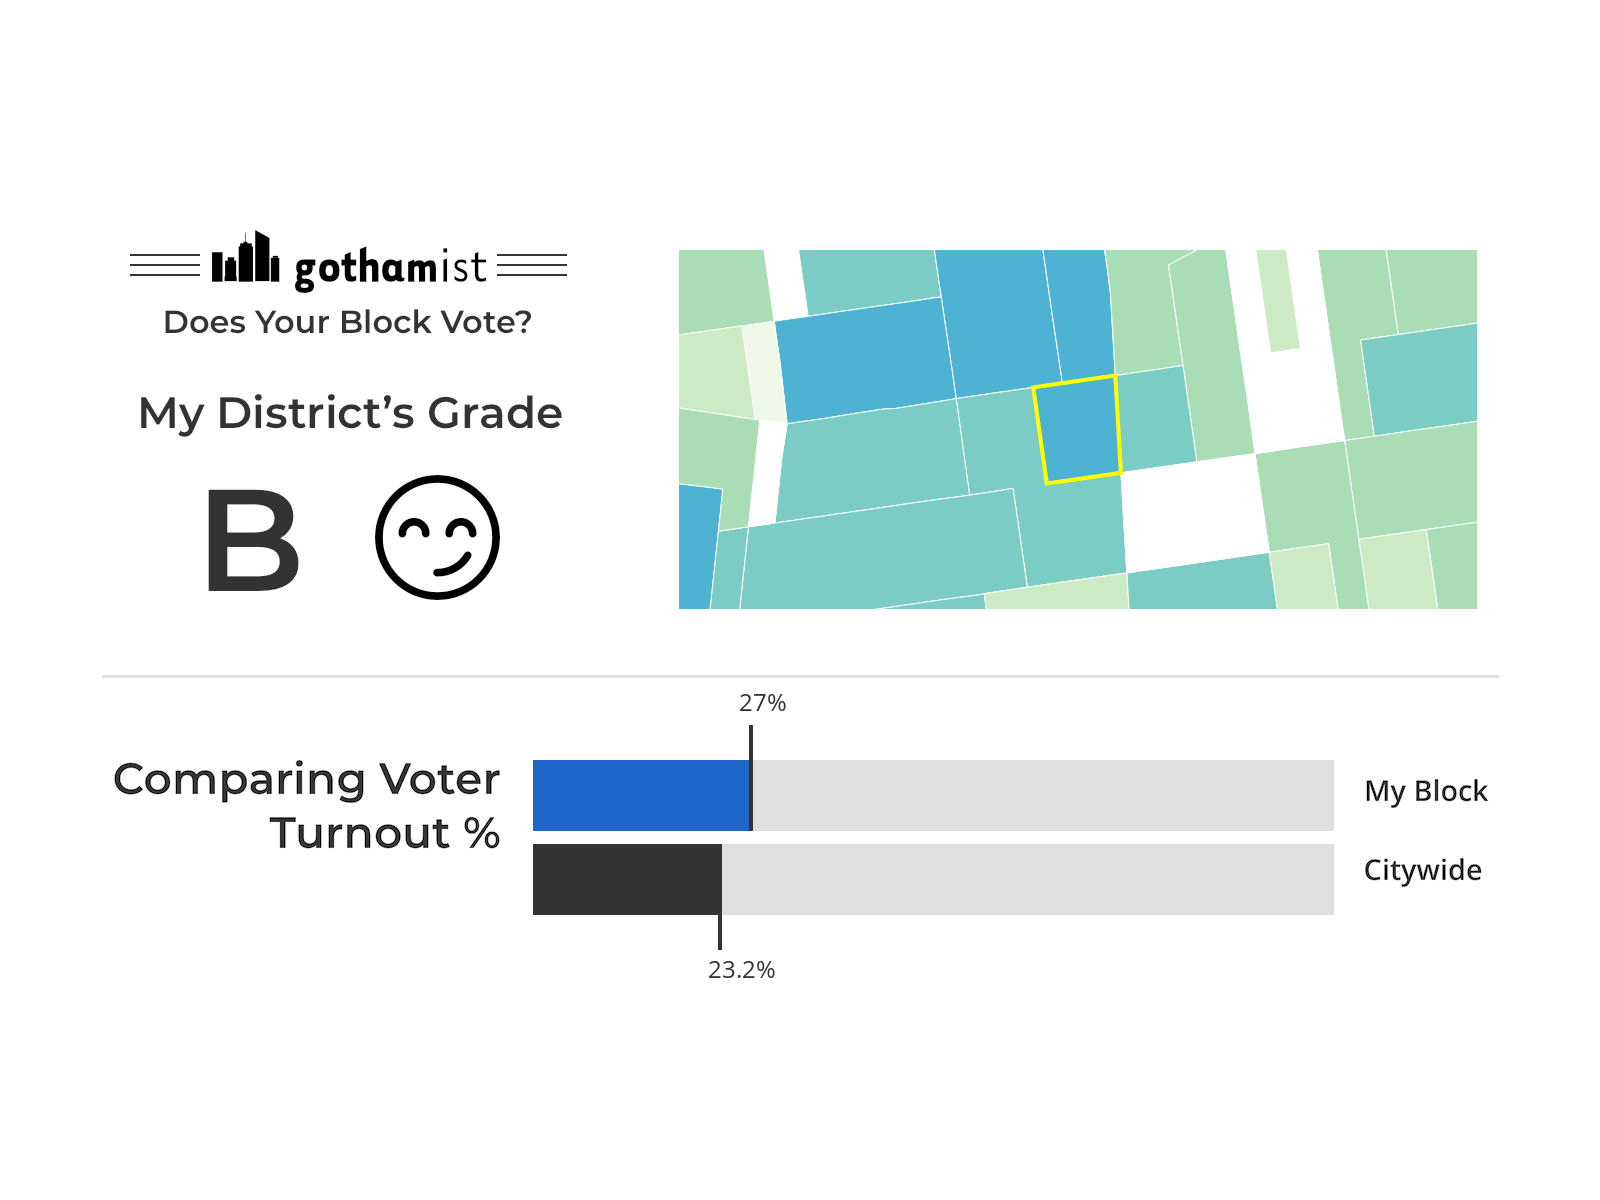 gothamist
Does Your Block Vote?
My District’s Grade
B
27%
Comparing Voter
Turnout %
My Block
Citywide
23.2%